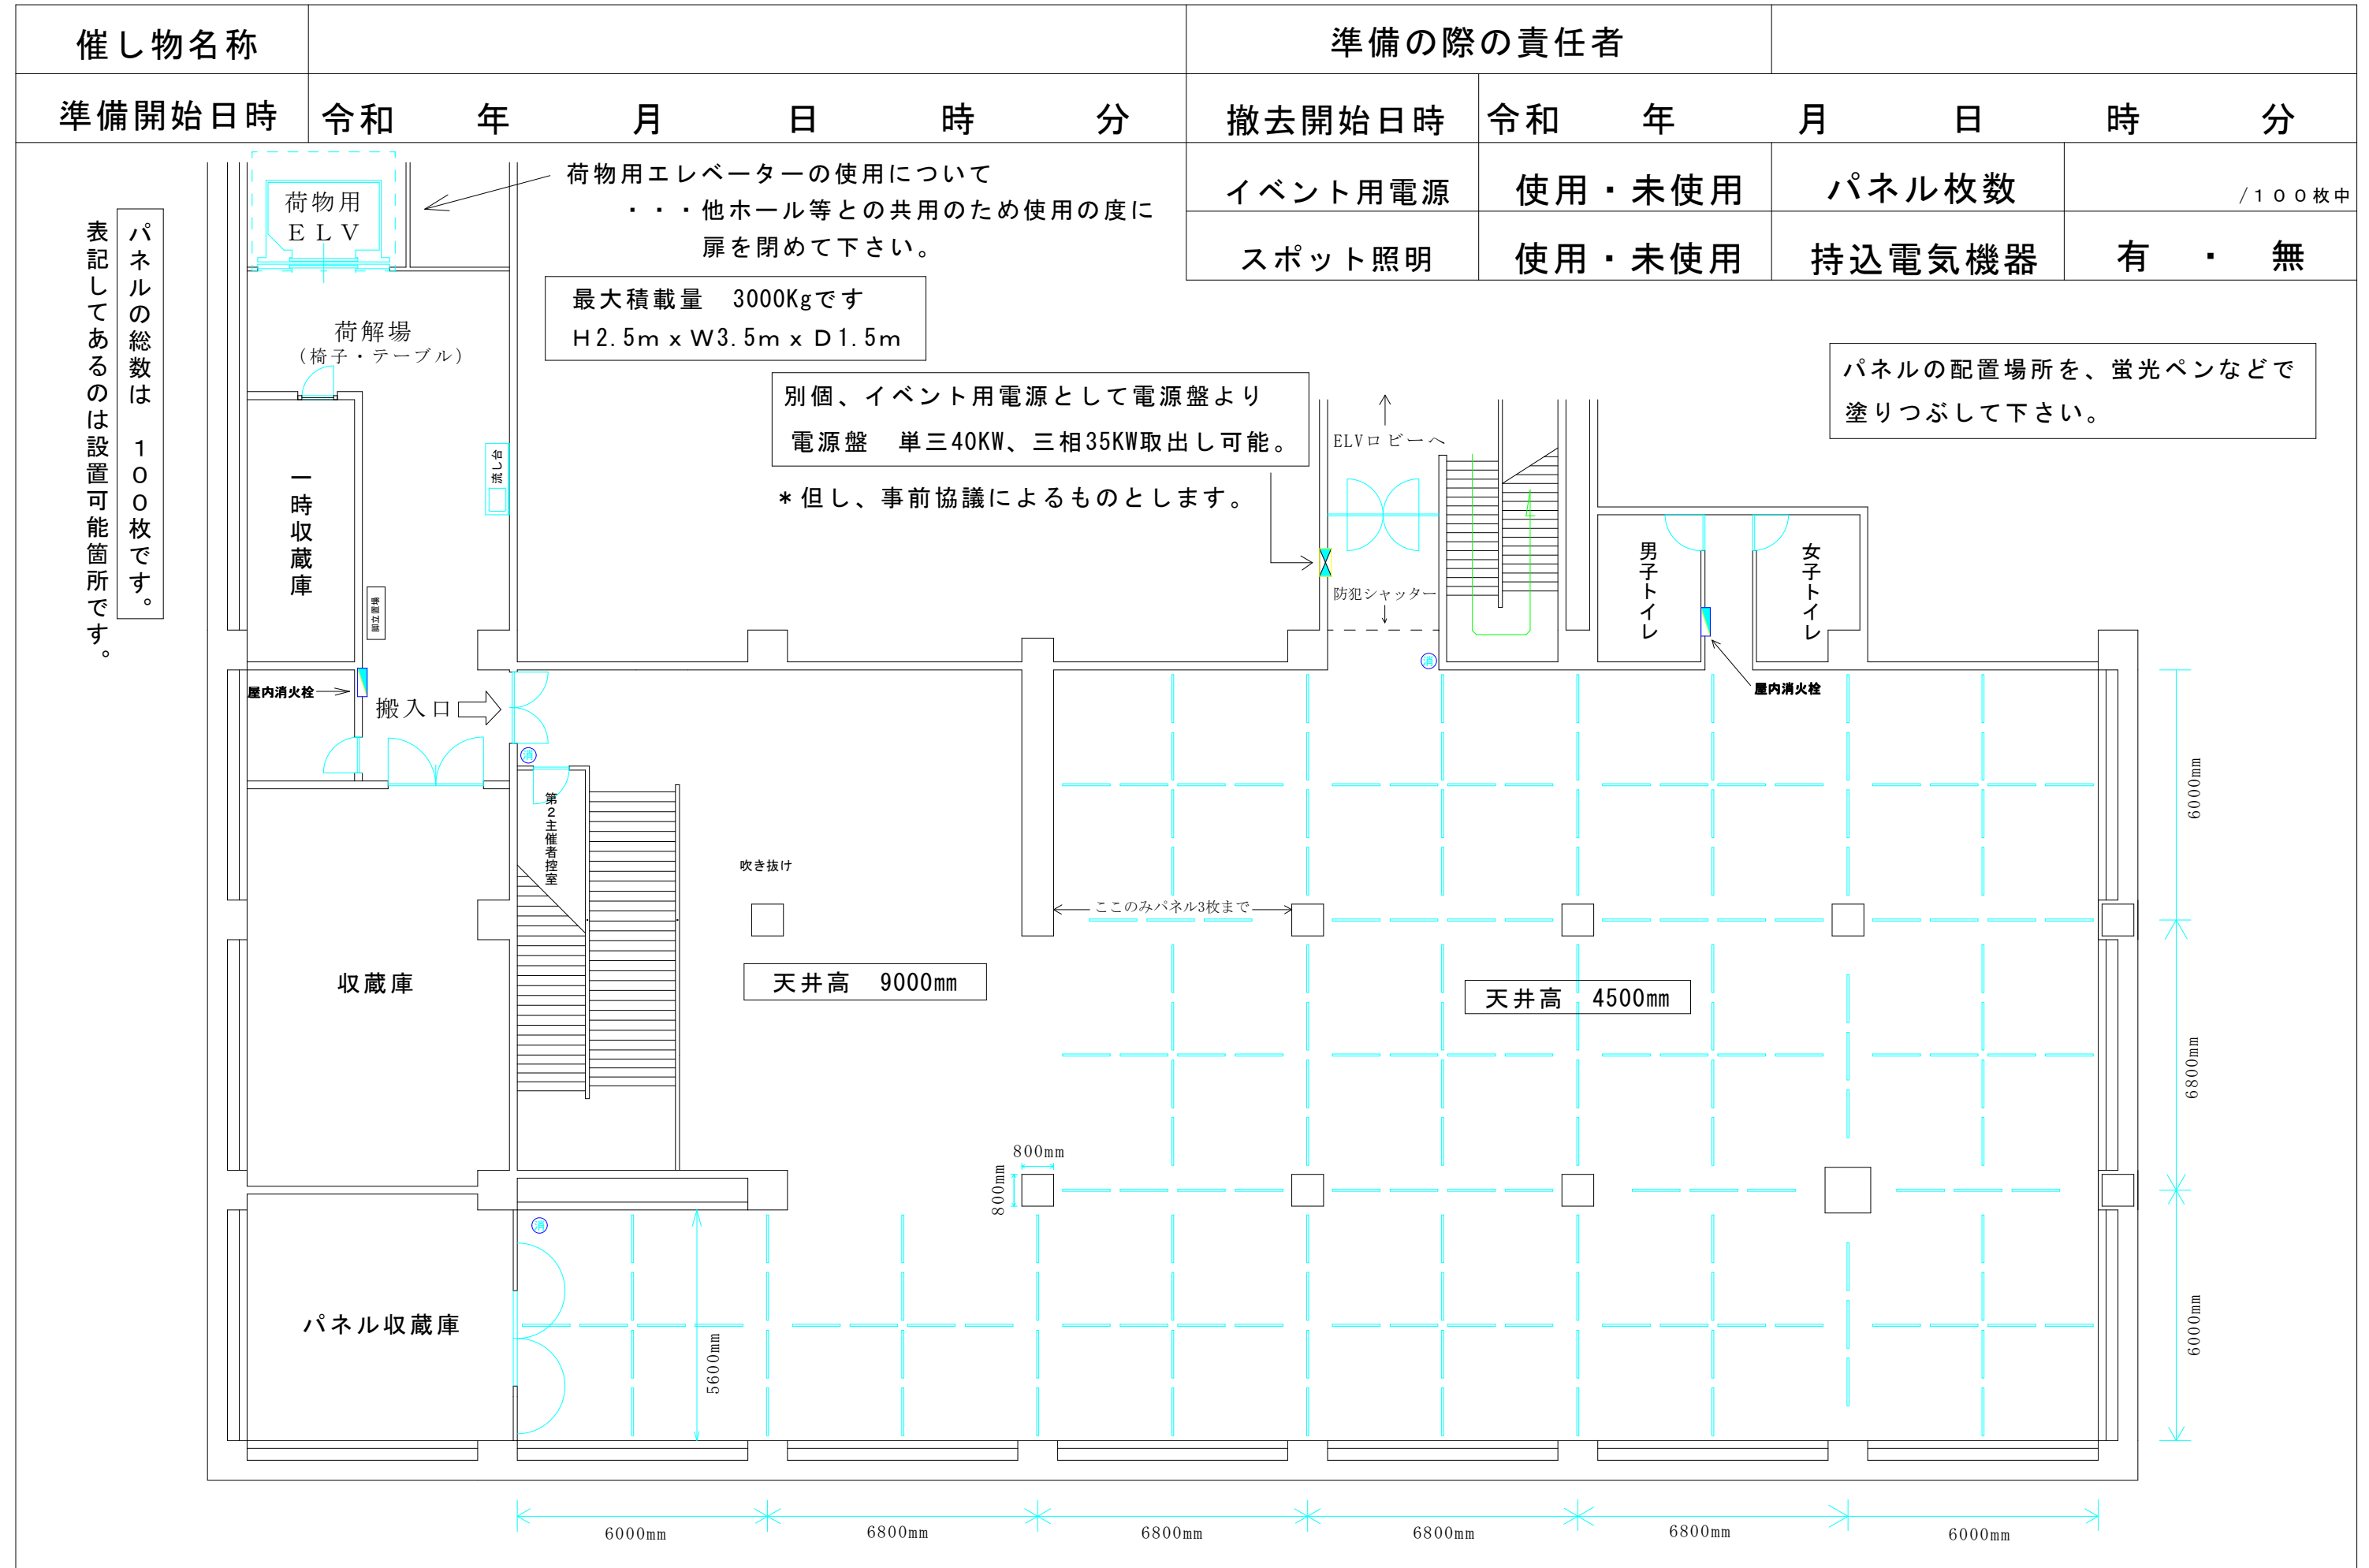 催し物名称
準備の際の責任者
準備開始日時 令和 年 月 日 時 分
撤去開始日時 令和 年 月 日 時 分
イベント用電源 使用・未使用 パネル枚数 /100枚中
スポット照明 使用・未使用 持込電気機器 有・無
荷物用
ELV
荷物用エレベーターの使用について
・・・他ホール等との共用のため使用の度に
扉を閉めて下さい。
最大積載量 3000Kgです
H2.5m x W3.5m x D1.5m
パネルの総数は 100枚です。
表記してあるのは設置可能箇所です。
荷解場
(椅子・テーブル)
別個、イベント用電源として電源盤より
電源盤 単三40KW、三相35KW取出し可能。
*但し、事前協議によるものとします。
パネルの配置場所を、蛍光ペンなどで
塗りつぶして下さい。
ELVロビーへ
流し台
一時収蔵庫
脚立置場
防犯シャッター
男子トイレ
女子トイレ
消
屋内消火栓
屋内消火栓
搬入口
消
第2主催者控室
吹き抜け
6000mm
ここのみパネル3枚まで
収蔵庫
天井高 9000mm
天井高 4500mm
6800mm
800mm
800mm
消
パネル収蔵庫
5600mm
6000mm
6000mm
6800mm
6800mm
6800mm
6800mm
6000mm